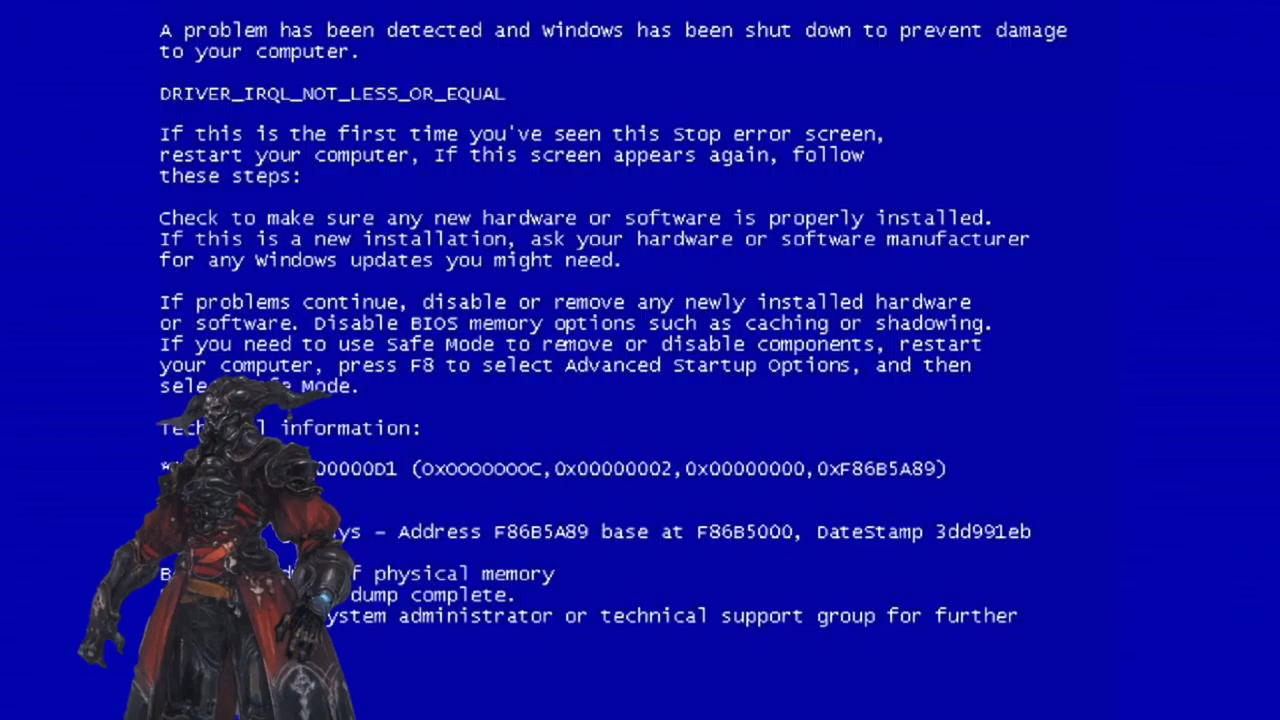 A problem has been detected and Windows has been shut down to prevent damage
to your computer.
DRIVER_IRQL_NOT_LESS_OR_EQUAL
If this is the first time you've seen this Stop error screen,
restart your computer, If this screen appears again, follow
these steps:
Check to make sure any new hardware or software is properly installed.
If this is a new installation, ask your hardware or software manufacturer
for any Windows updates you might need.
If problems continue, disable or remove any newly installed hardware
or software. Disable BIOS memory options such as caching or shadowing.
If you need to use Safe Mode to remove or disable components, restart
your computer, press F8 to select Advanced Startup Options, and then
Mode.
information:
(0x0000000C,0x00000002,0x00000000,0xF86B5A89)
– Address F86B5A89 base at F86B5000, DateStamp 3dd991eb
physical memory
dump complete.
administrator or technical support group for further